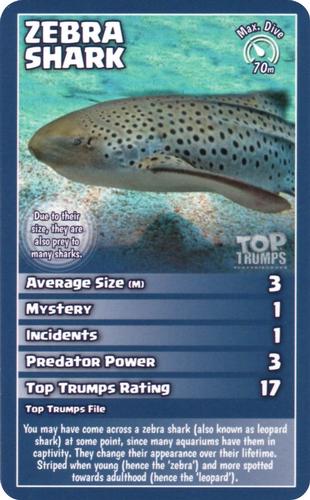 ZEBRA
SHARK
Max. Dive
70m
Due to their
size, they are
also prey to
many sharks.
TOP
TRUMPS
Average Size (M) 3
Mystery 1
Incidents 1
Predator Power 3
Top Trumps Rating 17
Top Trumps File
You may have come across a zebra shark (also known as leopard
shark) at some point, since many aquariums have them in
captivity. They change their appearance over their lifetime.
Striped when young (hence the 'zebra') and more spotted
towards adulthood (hence the 'leopard').